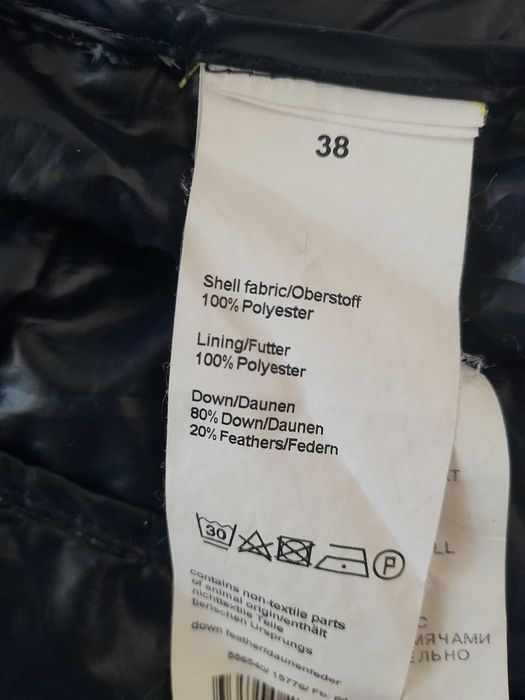 38
Shell fabric/Oberstoff
100% Polyester
Lining/Futter
100% Polyester
Down/Daunen
80% Down/Daunen
20% Feathers/Federn
30
P
contains non-textile parts
of animal origin/enthält
nichttextile Teile
tierischen Ursprungs
down feather/daunenfeder
МЯЧАМИ